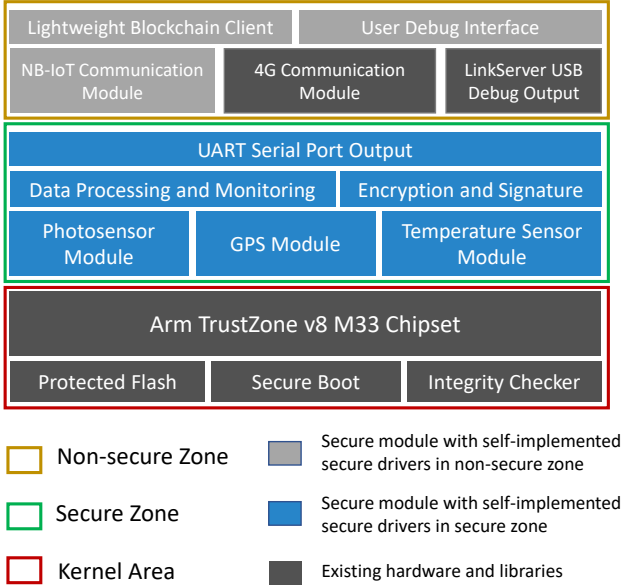 Lightweight Blockchain Client
User Debug Interface
NB-IoT Communication
Module
4G Communication
Module
LinkServer USB
Debug Output
UART Serial Port Output
Data Processing and Monitoring
Encryption and Signature
Photosensor
Module
GPS Module
Temperature Sensor
Module
Arm TrustZone v8 M33 Chipset
Protected Flash
Secure Boot
Integrity Checker
Non-secure Zone
Secure module with self-implemented
secure drivers in non-secure zone
Secure Zone
Secure module with self-implemented
secure drivers in secure zone
Kernel Area
Existing hardware and libraries